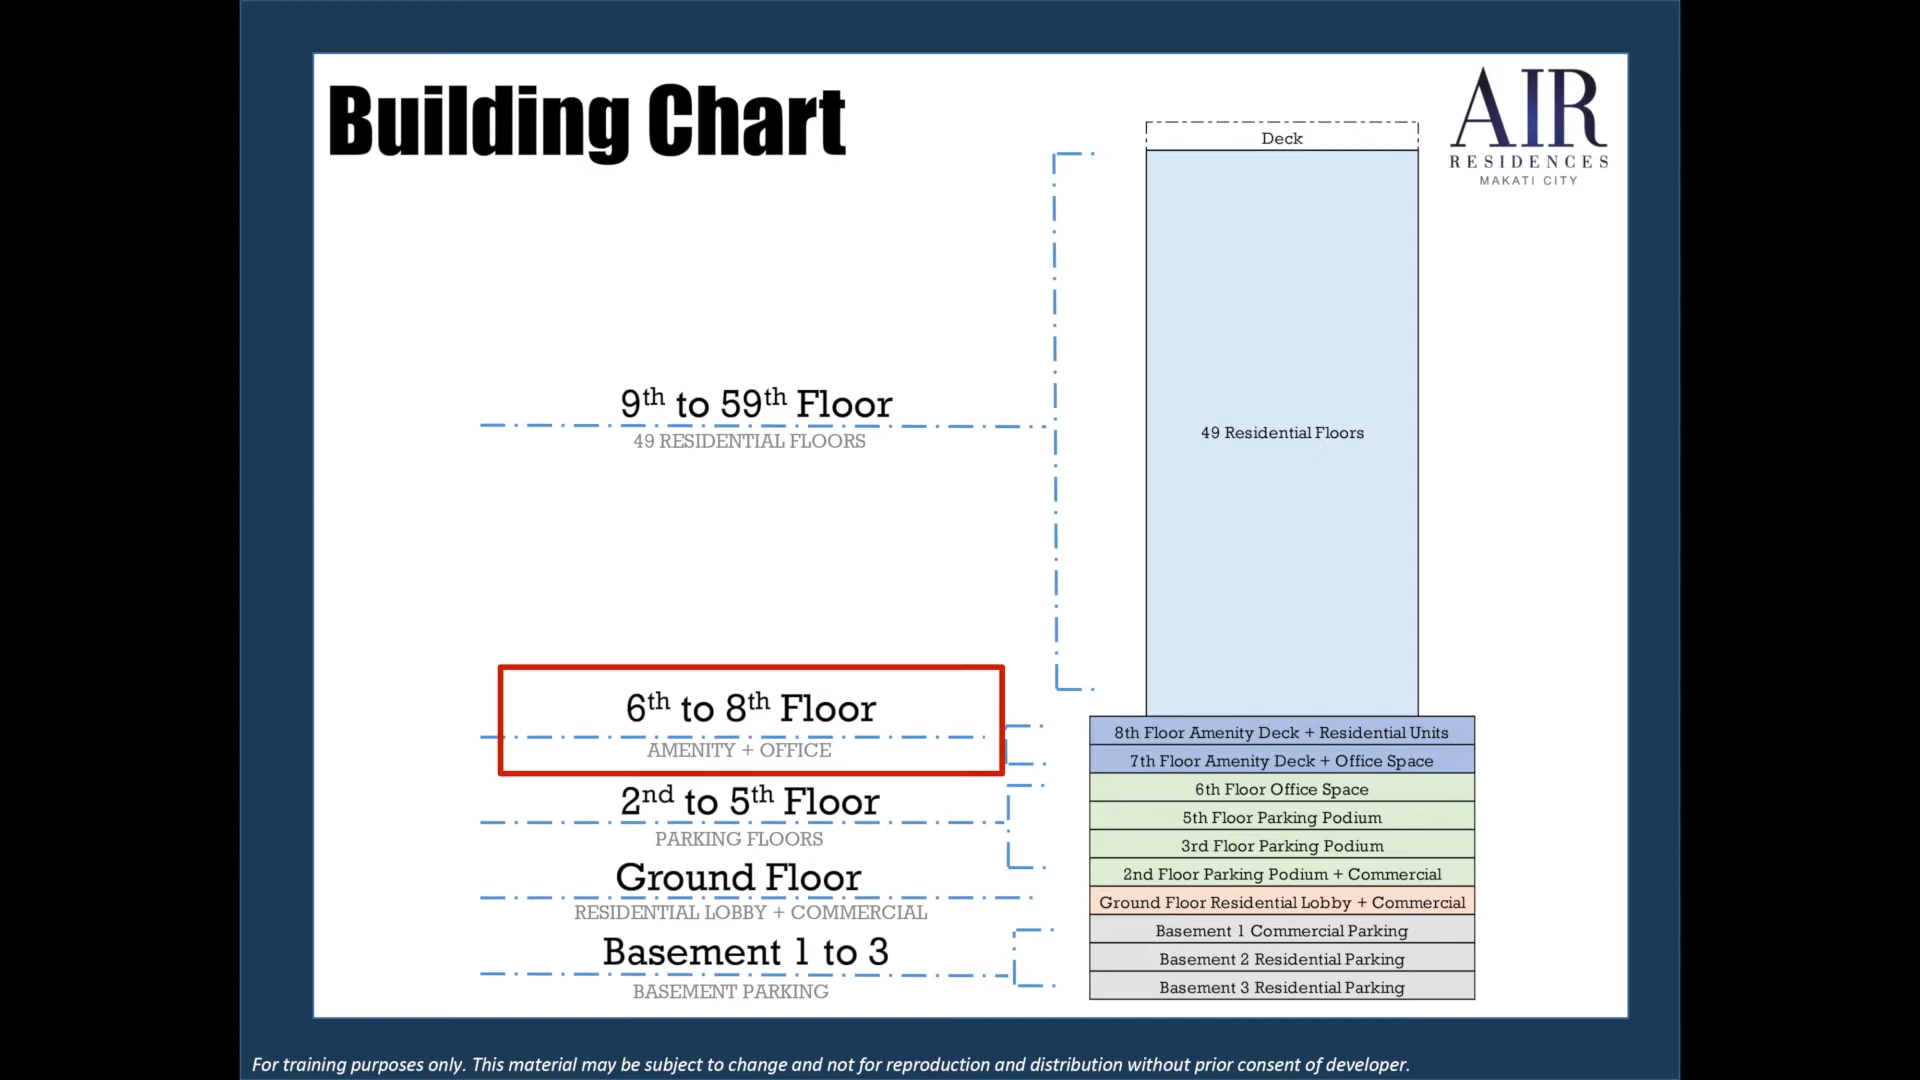 Building Chart
AIR
RESIDENCES
MAKATI CITY
Deck
9th to 59th Floor
49 RESIDENTIAL FLOORS
49 Residential Floors
6th to 8th Floor
AMENITY + OFFICE
2nd to 5th Floor
PARKING FLOORS
Ground Floor
RESIDENTIAL LOBBY + COMMERCIAL
Basement 1 to 3
BASEMENT PARKING
8th Floor Amenity Deck + Residential Units
7th Floor Amenity Deck + Office Space
6th Floor Office Space
5th Floor Parking Podium
3rd Floor Parking Podium
2nd Floor Parking Podium + Commercial
Ground Floor Residential Lobby + Commercial
Basement 1 Commercial Parking
Basement 2 Residential Parking
Basement 3 Residential Parking
For training purposes only. This material may be subject to change and not for reproduction and distribution without prior consent of developer.